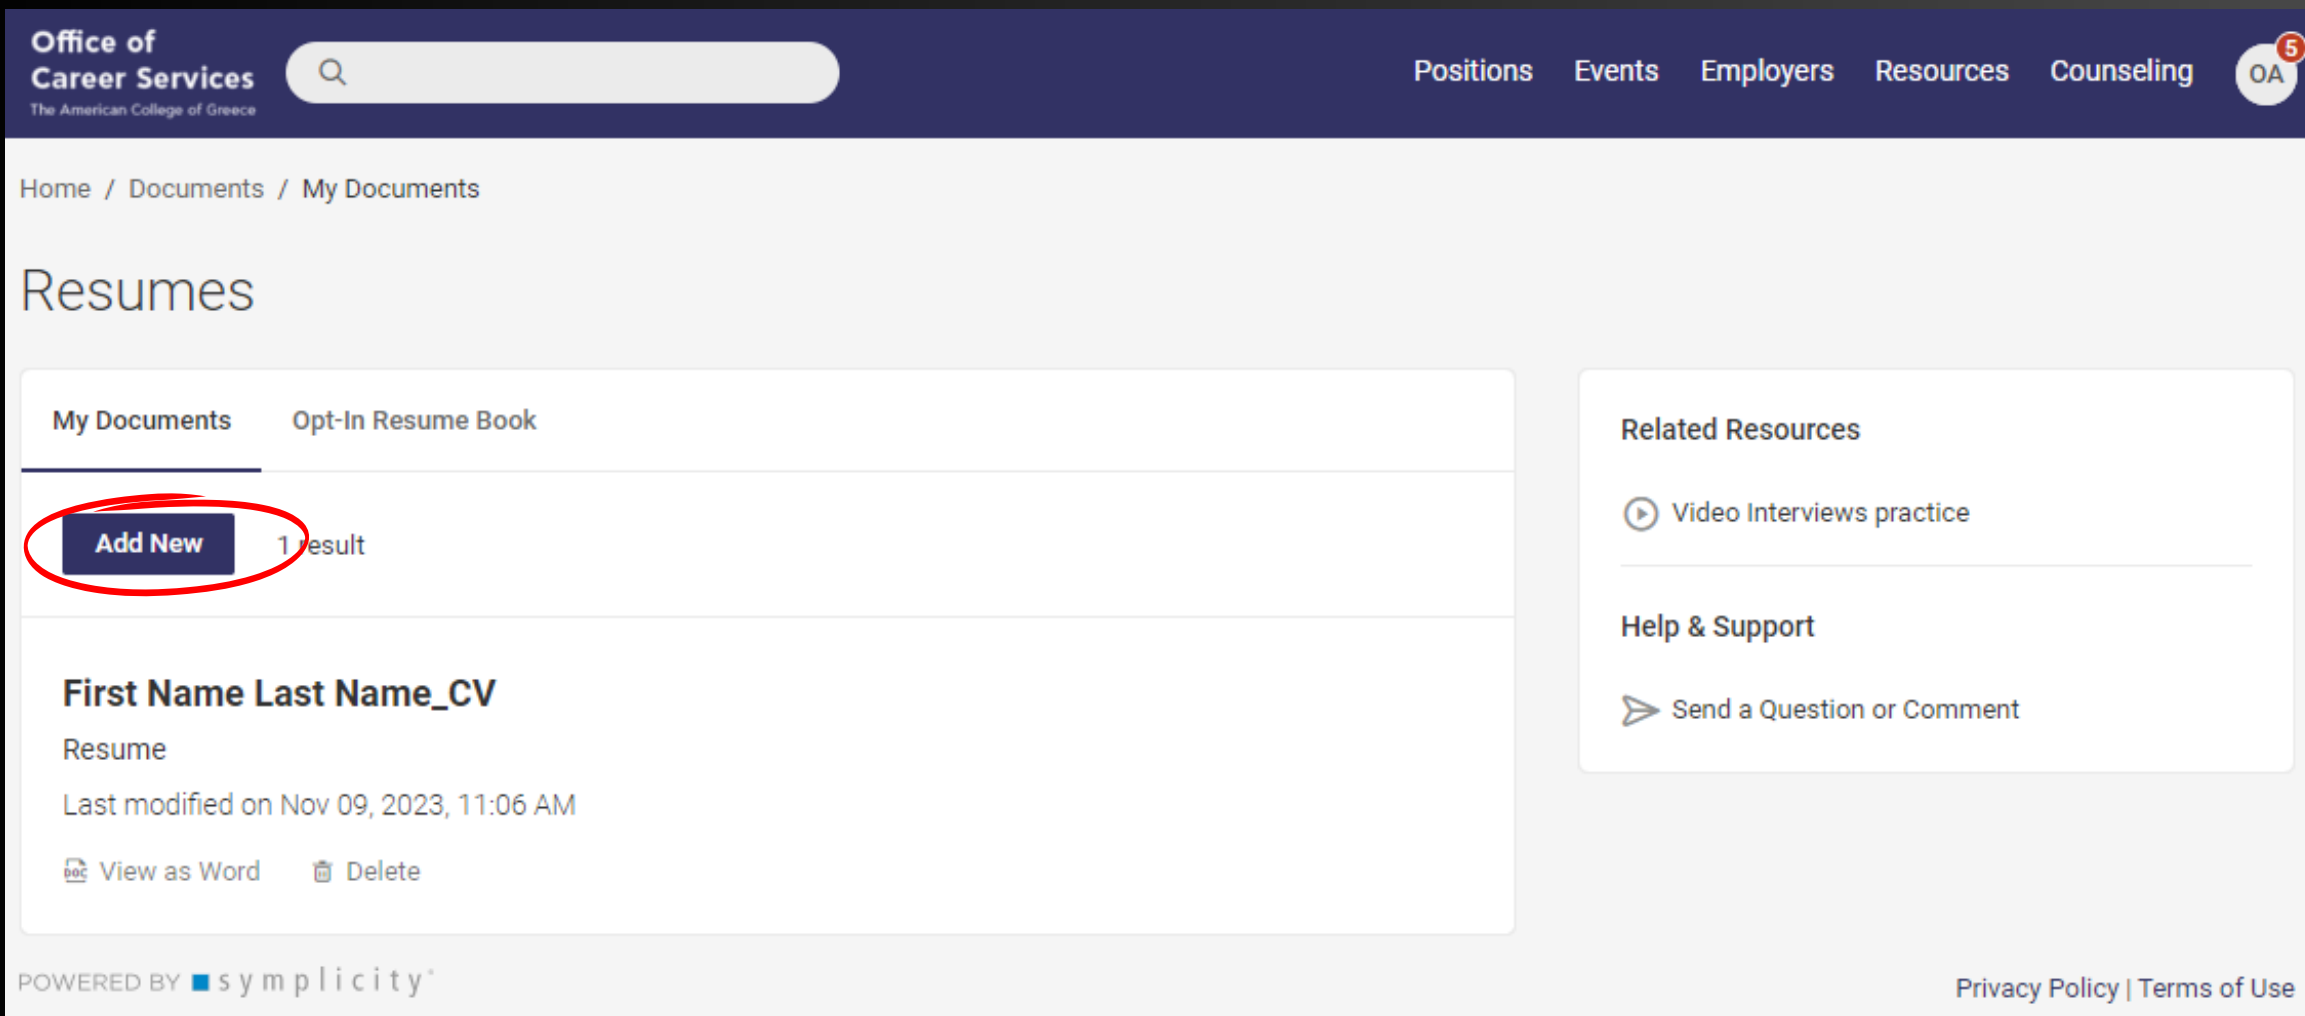 Office of
Career Services
The American College of Greece
Positions Events Employers Resources Counseling OA 5
Home / Documents / My Documents
Resumes
My Documents Opt-In Resume Book
Add New 1 result
First Name Last Name_CV
Resume
Last modified on Nov 09, 2023, 11:06 AM
DOC View as Word Delete
Related Resources
Video Interviews practice
Help & Support
Send a Question or Comment
POWERED BY symplicity
Privacy Policy | Terms of Use